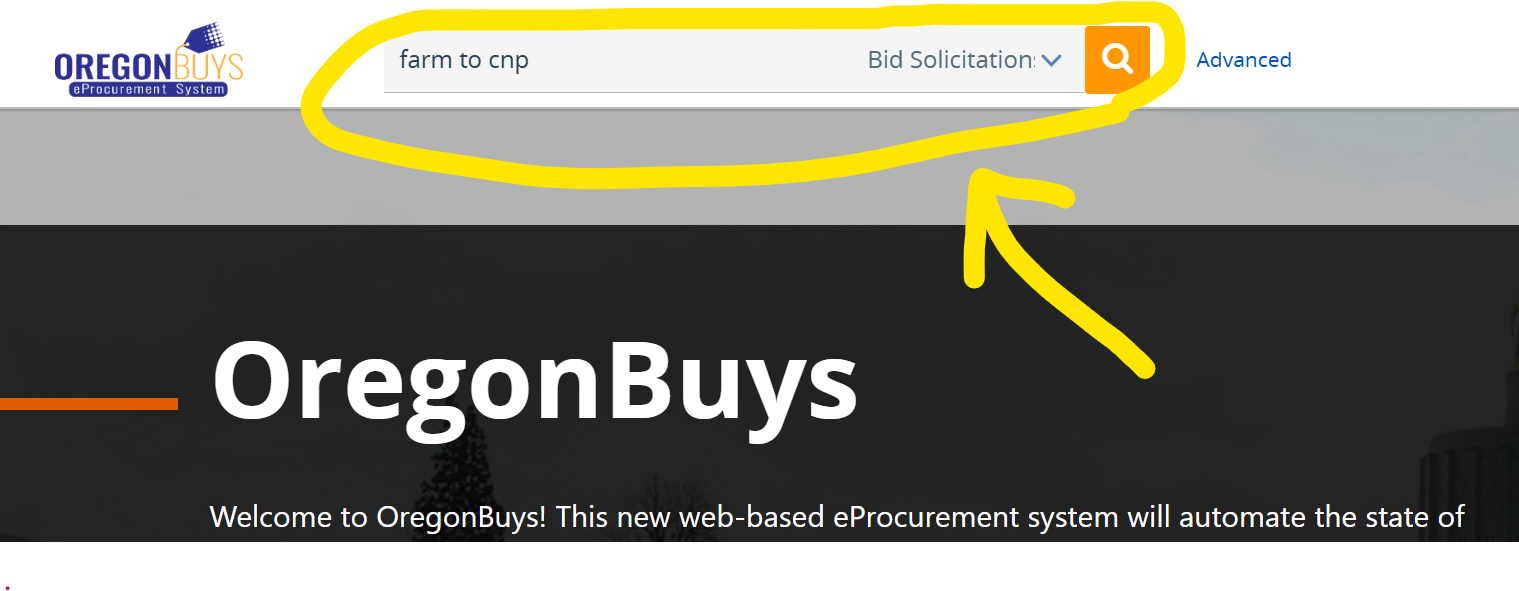 OREGONBUYS
eProcurement System
farm to cnp
Bid Solicitations
Advanced
OregonBuys
Welcome to OregonBuys! This new web-based eProcurement system will automate the state of